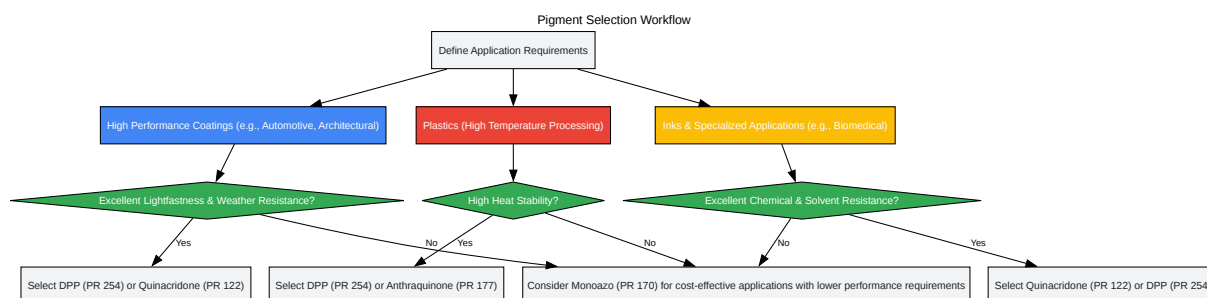 Pigment Selection Workflow
Define Application Requirements
High Performance Coatings (e.g., Automotive, Architectural)
Plastics (High Temperature Processing)
Inks & Specialized Applications (e.g., Biomedical)
Excellent Lightfastness & Weather Resistance?
High Heat Stability?
Excellent Chemical & Solvent Resistance?
Yes
No
Yes
No
No
Yes
Select DPP (PR 254) or Quinacridone (PR 122)
Select DPP (PR 254) or Anthraquinone (PR 177)
Consider Monoazo (PR 170) for cost-effective applications with lower performance requirements
Select Quinacridone (PR 122) or DPP (PR 254